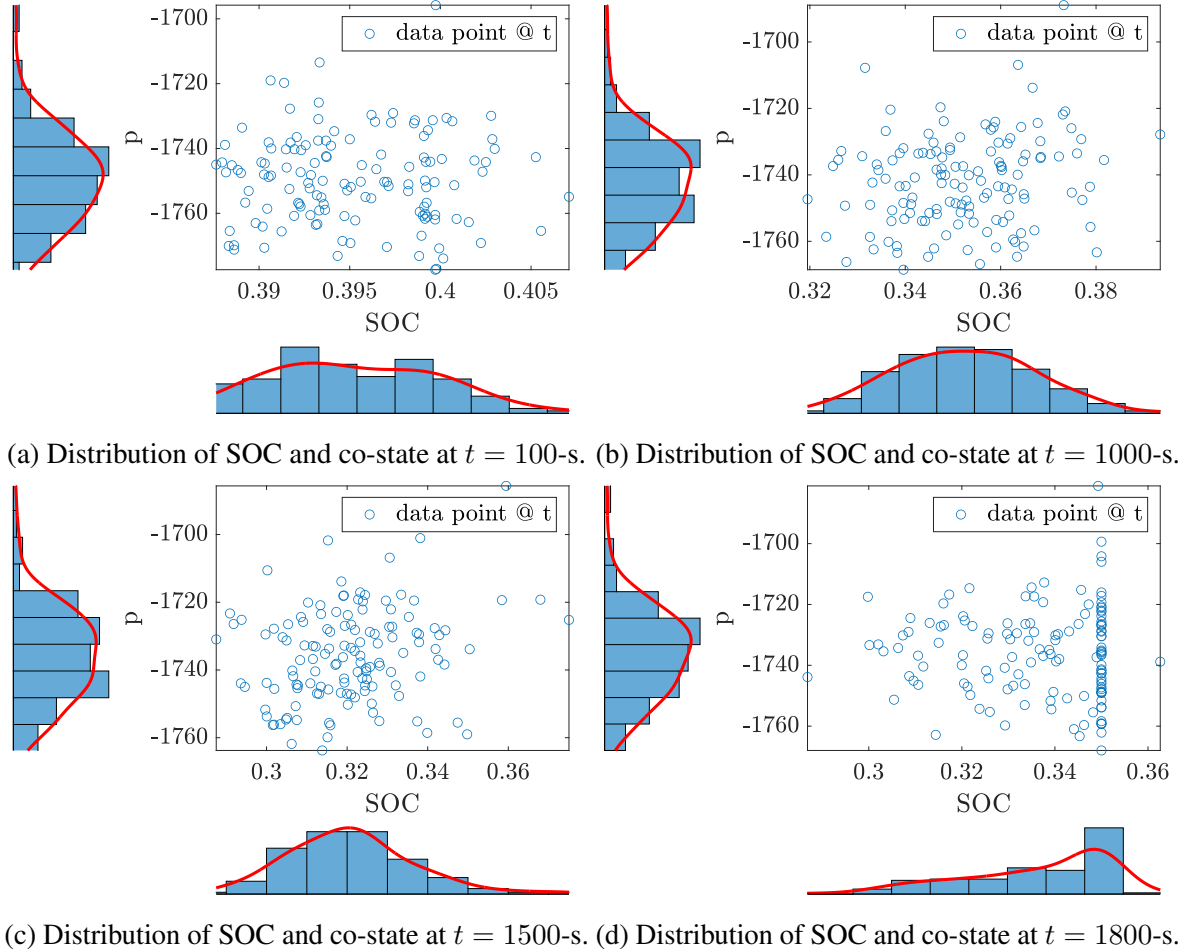 -1700
-1720
-1740
-1760
p
data point @ t
0.39 0.395 0.4 0.405
SOC
-1700
-1720
-1740
-1760
p
data point @ t
0.32 0.34 0.36 0.38
SOC
(a) Distribution of SOC and co-state at t = 100-s. (b) Distribution of SOC and co-state at t = 1000-s.
-1700
-1720
-1740
-1760
p
data point @ t
0.3 0.32 0.34 0.36
SOC
-1700
-1720
-1740
-1760
p
data point @ t
0.3 0.32 0.34 0.36
SOC
(c) Distribution of SOC and co-state at t = 1500-s. (d) Distribution of SOC and co-state at t = 1800-s.